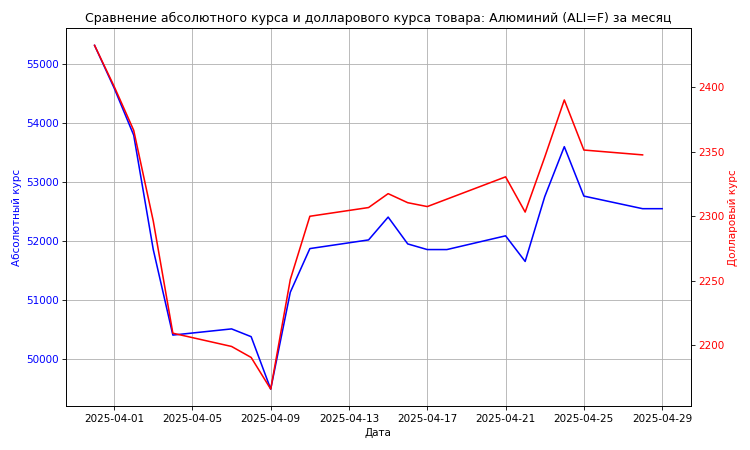 Сравнение абсолютного курса и долларового курса товара: Алюминий (ALI=F) за месяц
55000
54000
53000
52000
51000
50000
Абсолютный курс
2400
2350
2300
2250
2200
Долларовый курс
2025-04-01 2025-04-05 2025-04-09 2025-04-13 2025-04-17 2025-04-21 2025-04-25 2025-04-29
Дата